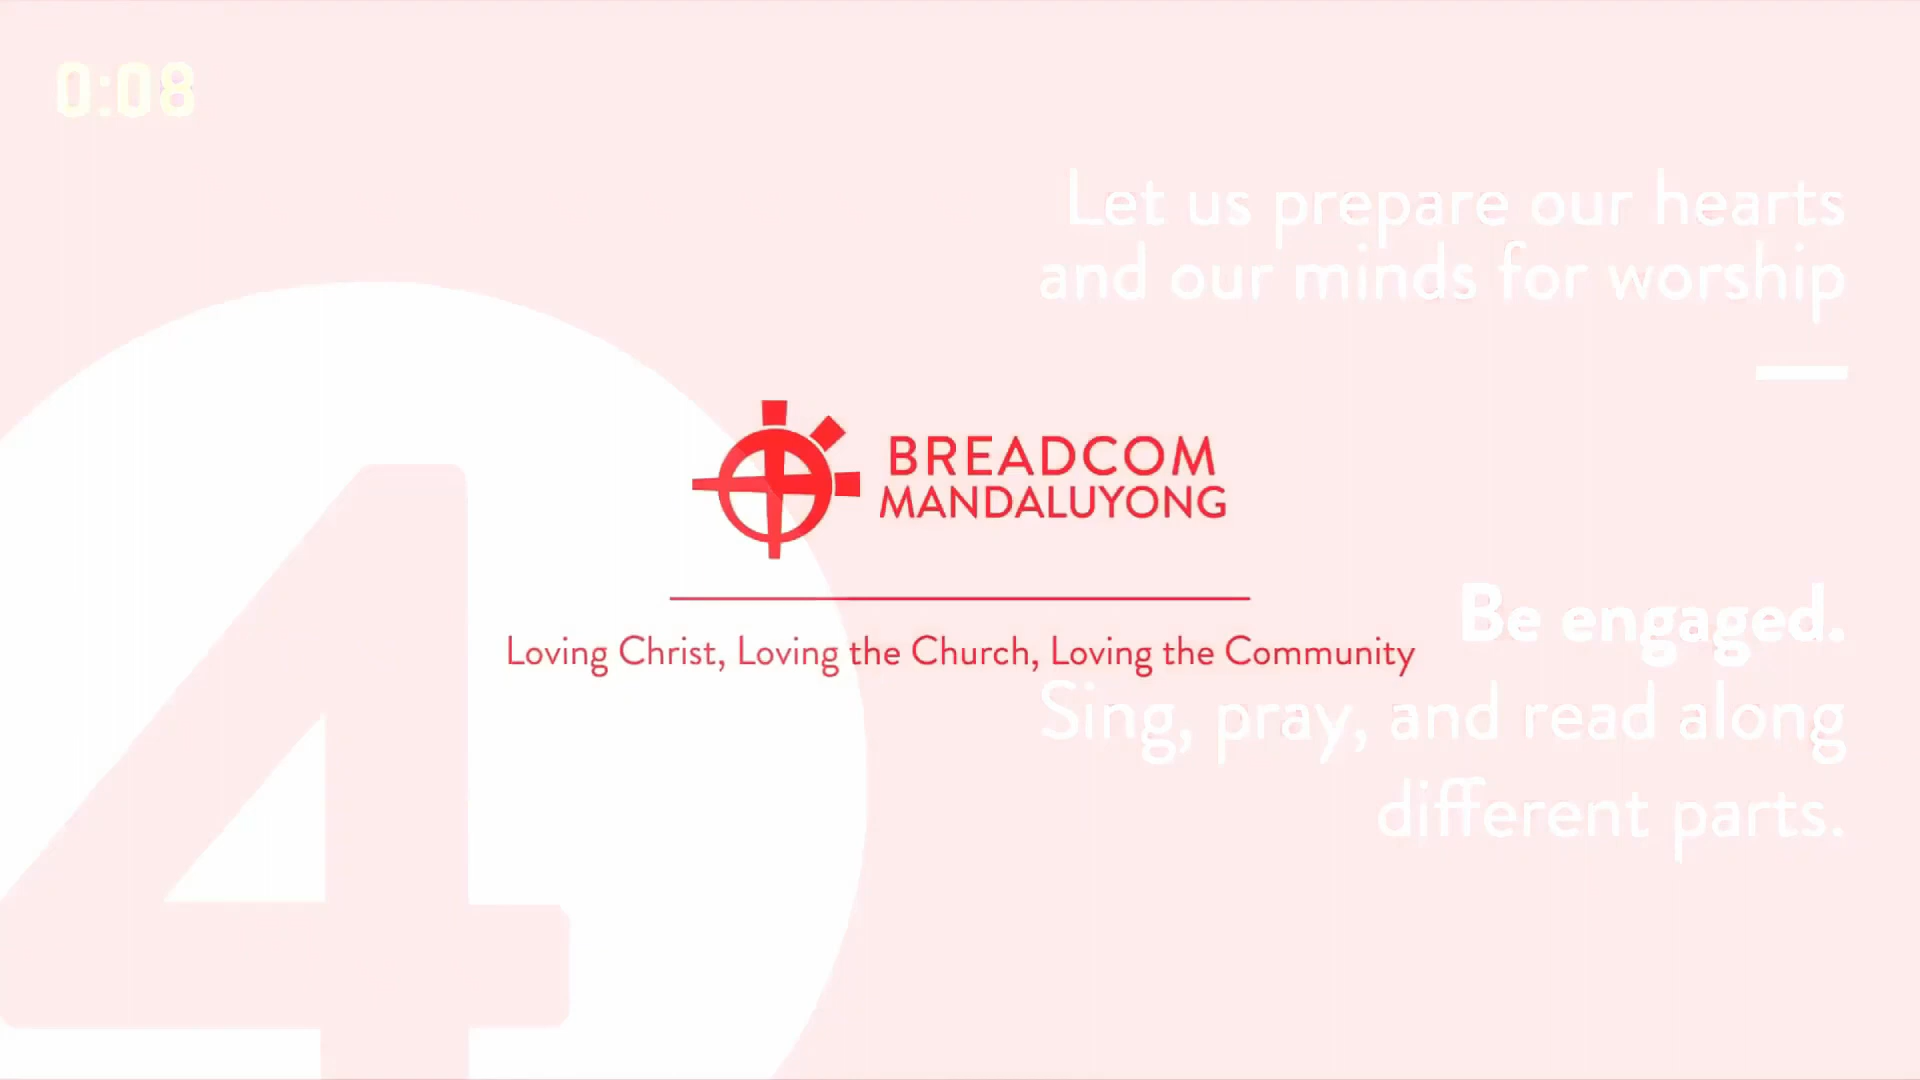 0:08
Let us prepare our hearts
and our minds for worship
BREADCOM
MANDALUYONG
Loving Christ, Loving the Church, Loving the Community
Be engaged.
Sing, pray, and read along
different parts.
4